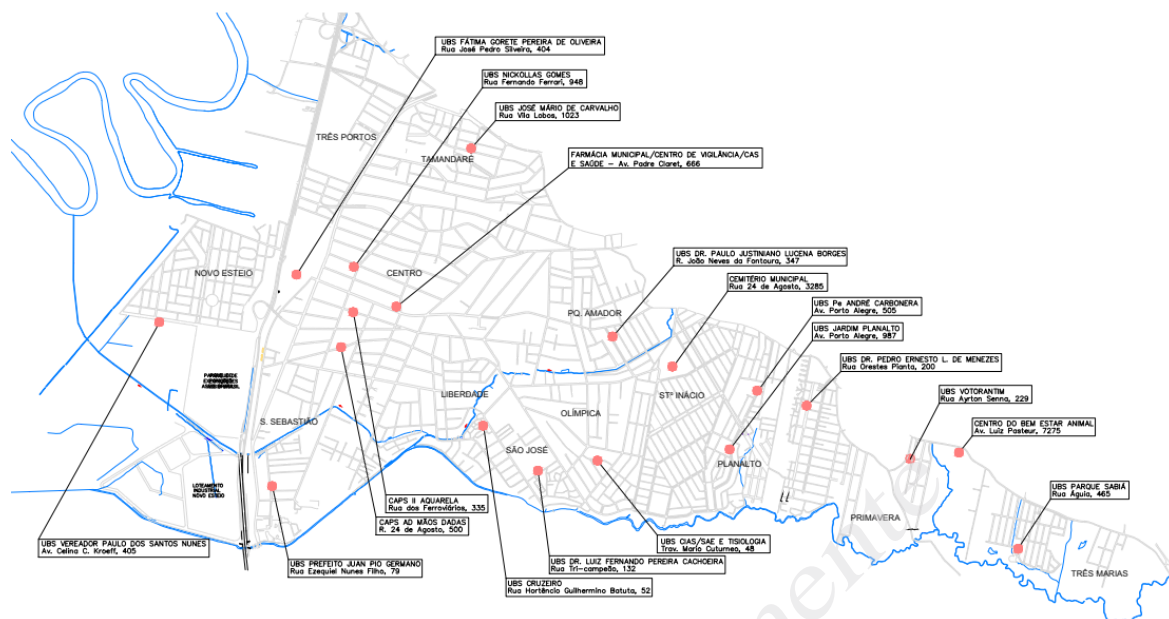 UBS FÁTIMA GORETE PEREIRA DE OLIVEIRA
Rua José Pedro Silveira, 404
UBS NICKOLLAS GOMES
Rua Fernando Ferrari, 948
UBS JOSÉ MÁRIO DE CARVALHO
Rua Vila Lobos, 1023
TRÊS PORTOS
TAMANDARÉ
FARMÁCIA MUNICIPAL/CENTRO DE VIGILÂNCIA/CAS
E SAÚDE – Av. Padre Claret, 666
NOVO ESTEIO
CENTRO
UBS DR. PAULO JUSTINIANO LUCENA BORGES
R. João Neves da Fontoura, 347
CEMITÉRIO MUNICIPAL
Rua 24 de Agosto, 3285
UBS Pe ANDRÉ CARBONERA
Av. Porto Alegre, 505
PQ. AMADOR
UBS JARDIM PLANALTO
Av. Porto Alegre, 987
UBS DR. PEDRO ERNESTO L. DE MENEZES
Rua Orestes Pianta, 200
UBS VOTORANTIM
Rua Ayrton Senna, 229
LIBERDADE
STº INÁCIO
OLÍMPICA
S. SEBASTIÃO
CENTRO DO BEM ESTAR ANIMAL
Av. Luiz Pasteur, 7275
SÃO JOSÉ
PLANALTO
LOTEAMENTO
INDUSTRIAL
NOVO ESTEIO
UBS PARQUE SABIÁ
Rua Águia, 465
CAPS II AQUARELA
Rua dos Ferroviários, 335
PRIMAVERA
CAPS AD MÃOS DADAS
R. 24 de Agosto, 500
UBS VEREADOR PAULO DOS SANTOS NUNES
Av. Celina C. Kroeff, 405
UBS CIAS/SAE E TISIOLOGIA
Trav. Mario Cuturneo, 48
UBS PREFEITO JUAN PIO GERMANO
Rua Ezequiel Nunes Filho, 79
UBS DR. LUIZ FERNANDO PEREIRA CACHOEIRA
Rua Tri-campeão, 132
TRÊS MARIAS
UBS CRUZEIRO
Rua Hortêncio Guilhermino Batuta, 52